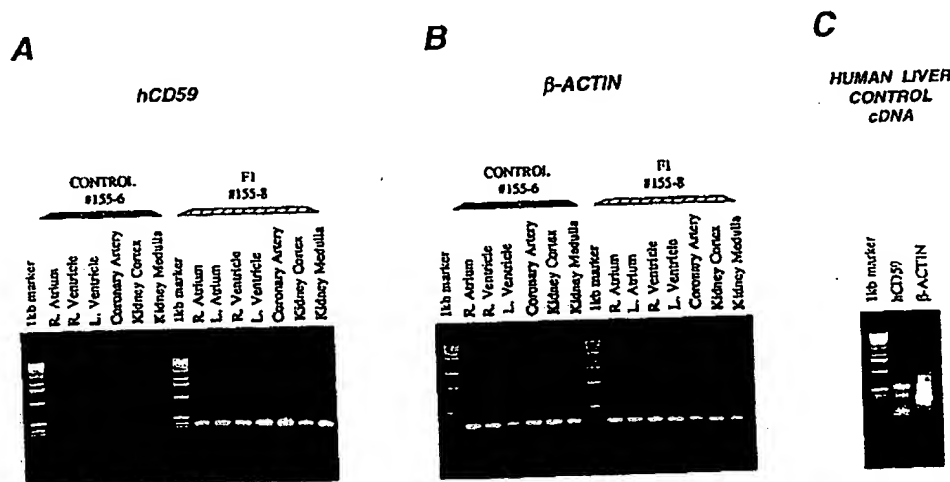 A
hCD59
CONTROL
#155-6
F1
#155-8
1kb marker
R. Atrium
R. Ventricle
L. Ventricle
Coronary Artery
Kidney Cortex
Kidney Medulla
1kb marker
R. Atrium
L. Atrium
R. Ventricle
L. Ventricle
Coronary Artery
Kidney Cortex
Kidney Medulla
B
β-ACTIN
CONTROL
#155-6
F1
#155-8
1kb marker
R. Atrium
R. Ventricle
L. Ventricle
Coronary Artery
Kidney Cortex
Kidney Medulla
1kb marker
R. Atrium
L. Atrium
R. Ventricle
L. Ventricle
Coronary Artery
Kidney Cortex
Kidney Medulla
C
HUMAN LIVER
CONTROL
cDNA
1kb marker
hCD59
β-ACTIN